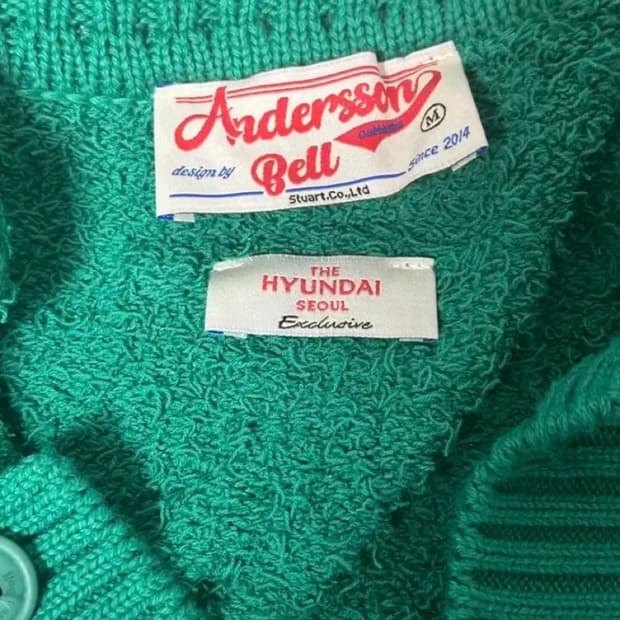 Andersson
Bell
design by
since 2014
M
Stuart.Co.,Ltd
THE
HYUNDAI
SEOUL
Exclusive